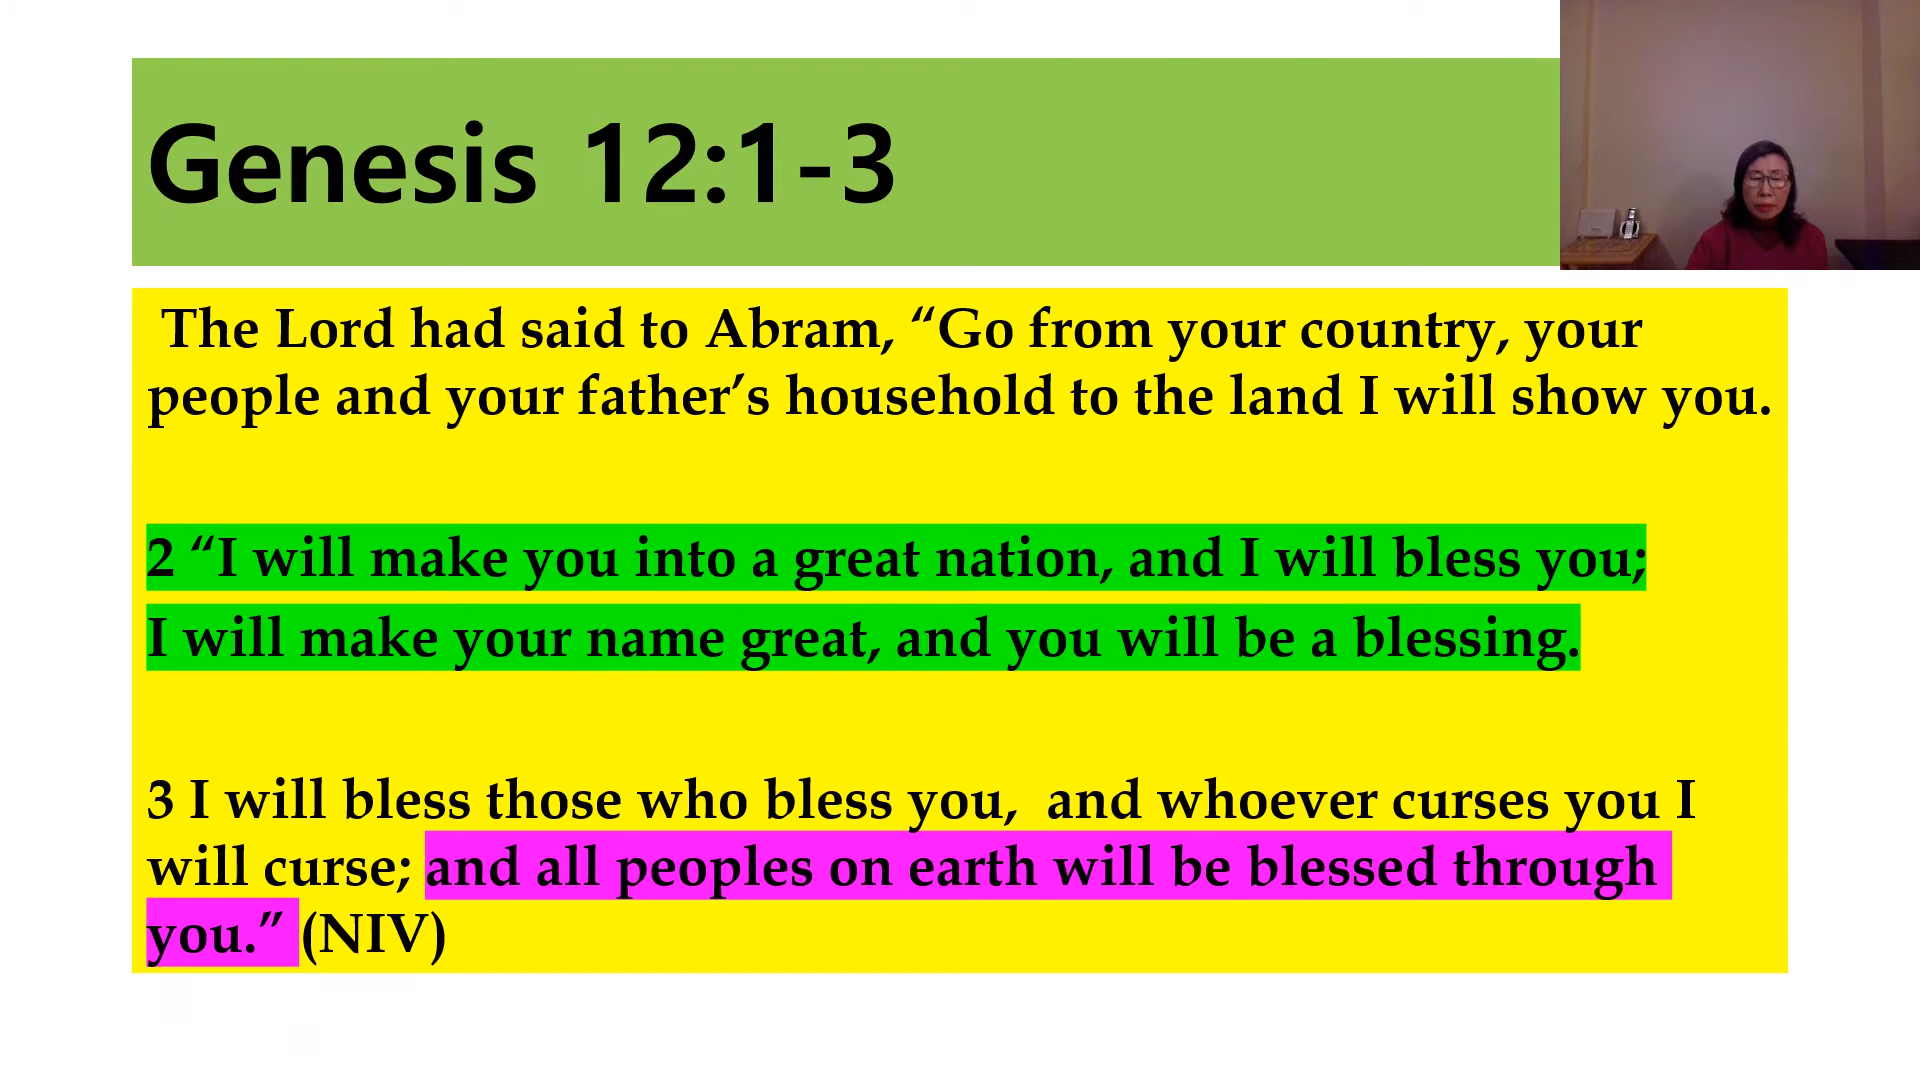 Genesis 12:1-3
The Lord had said to Abram, “Go from your country, your
people and your father’s household to the land I will show you.
2 “I will make you into a great nation, and I will bless you;
I will make your name great, and you will be a blessing.
3 I will bless those who bless you,  and whoever curses you I
will curse; and all peoples on earth will be blessed through
you.” (NIV)